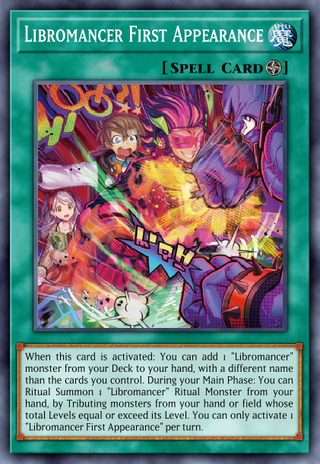 Libromancer First Appearance
魔
[SPELL CARD]
When this card is activated: You can add 1 "Libromancer"
monster from your Deck to your hand, with a different name
than the cards you control. During your Main Phase: You can
Ritual Summon 1 "Libromancer" Ritual Monster from your
hand, by Tributing monsters from your hand or field whose
total Levels equal or exceed its Level. You can only activate 1
"Libromancer First Appearance" per turn.